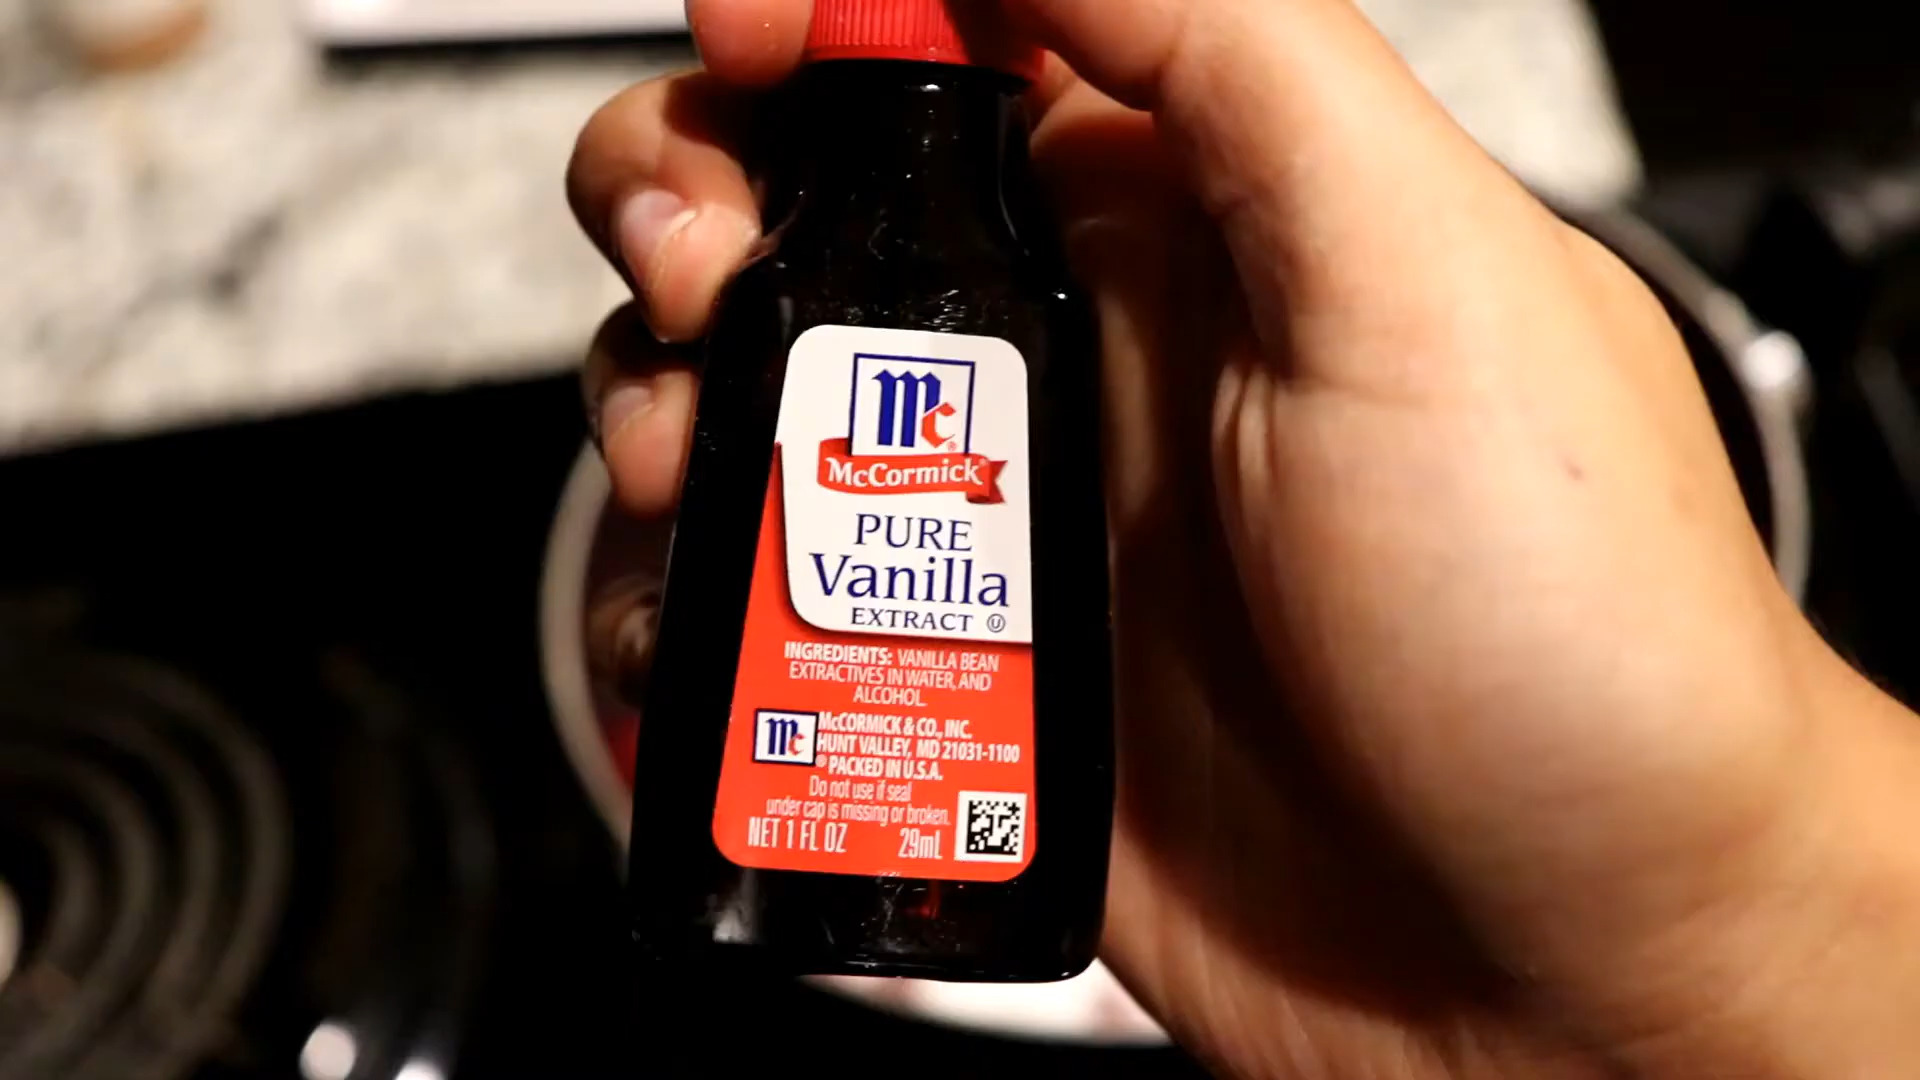 Mc®
McCormick®
PURE
Vanilla
EXTRACT Ⓤ
INGREDIENTS: VANILLA BEAN
EXTRACTIVES IN WATER, AND
ALCOHOL.
Mc®
McCORMICK & CO., INC.
HUNT VALLEY, MD 21031-1100
PACKED IN U.S.A.
Do not use if seal
under cap is missing or broken.
NET 1 FL OZ 29mL